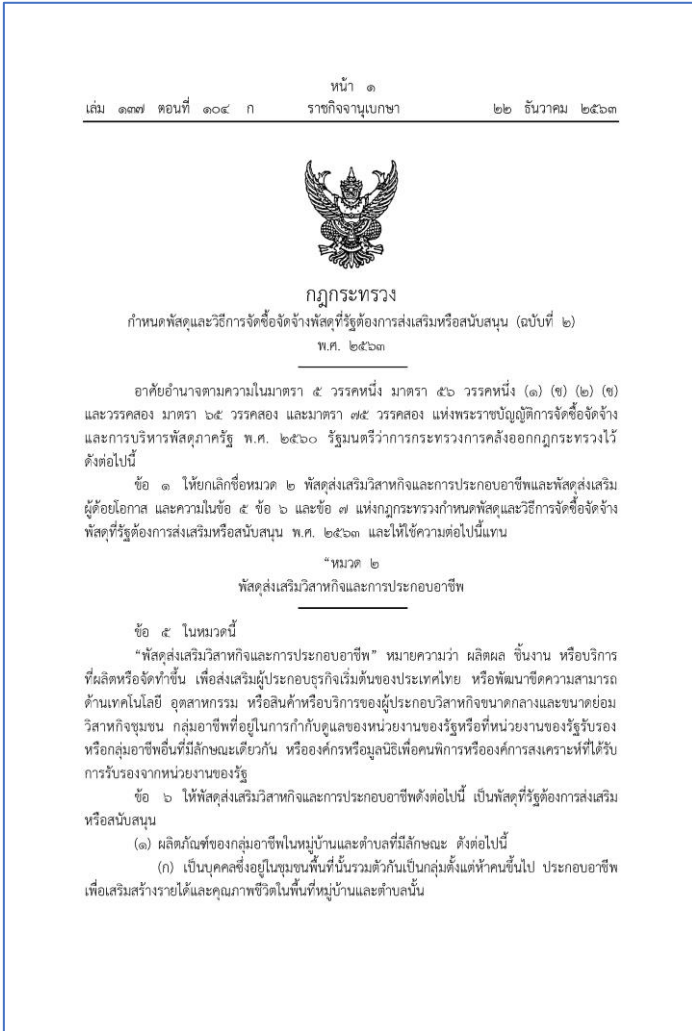 หน้า ๑
เล่ม ๑๓๗ ตอนที่ ๑๐๔ ก ราชกิจจานุเบกษา ๒๒ ธันวาคม ๒๕๖๓
กฎกระทรวง
กำหนดพัสดุและวิธีการจัดซื้อจัดจ้างพัสดุที่รัฐต้องการส่งเสริมหรือสนับสนุน (ฉบับที่ ๒)
พ.ศ. ๒๕๖๓
อาศัยอำนาจตามความในมาตรา ๕ วรรคหนึ่ง มาตรา ๕๖ วรรคหนึ่ง (๑) (ซ) (๒) (ซ)
และวรรคสอง มาตรา ๖๕ วรรคสอง และมาตรา ๗๕ วรรคสอง แห่งพระราชบัญญัติการจัดซื้อจัดจ้าง
และการบริหารพัสดุภาครัฐ พ.ศ. ๒๕๖๐ รัฐมนตรีว่าการกระทรวงการคลังออกกฎกระทรวงไว้
ดังต่อไปนี้
ข้อ ๑ ให้ยกเลิกชื่อหมวด ๒ พัสดุส่งเสริมวิสาหกิจและการประกอบอาชีพและพัสดุส่งเสริม
ผู้ด้อยโอกาส และความในข้อ ๕ ข้อ ๖ และข้อ ๗ แห่งกฎกระทรวงกำหนดพัสดุและวิธีการจัดซื้อจัดจ้าง
พัสดุที่รัฐต้องการส่งเสริมหรือสนับสนุน พ.ศ. ๒๕๖๓ และให้ใช้ความต่อไปนี้แทน
“หมวด ๒
พัสดุส่งเสริมวิสาหกิจและการประกอบอาชีพ
ข้อ ๕ ในหมวดนี้
“พัสดุส่งเสริมวิสาหกิจและการประกอบอาชีพ” หมายความว่า ผลิตผล ชิ้นงาน หรือบริการ
ที่ผลิตหรือจัดทำขึ้น เพื่อส่งเสริมผู้ประกอบธุรกิจเริ่มต้นของประเทศไทย หรือพัฒนาขีดความสามารถ
ด้านเทคโนโลยี อุตสาหกรรม หรือสินค้าหรือบริการของผู้ประกอบวิสาหกิจขนาดกลางและขนาดย่อม
วิสาหกิจชุมชน กลุ่มอาชีพที่อยู่ในการกำกับดูแลของหน่วยงานของรัฐหรือที่หน่วยงานของรัฐรับรอง
หรือกลุ่มอาชีพอื่นที่มีลักษณะเดียวกัน หรือองค์กรหรือมูลนิธิเพื่อคนพิการหรือองค์การสงเคราะห์ที่ได้รับ
การรับรองจากหน่วยงานของรัฐ
ข้อ ๖ ให้พัสดุส่งเสริมวิสาหกิจและการประกอบอาชีพดังต่อไปนี้ เป็นพัสดุที่รัฐต้องการส่งเสริม
หรือสนับสนุน
(๑) ผลิตภัณฑ์ของกลุ่มอาชีพในหมู่บ้านและตำบลที่มีลักษณะ ดังต่อไปนี้
(ก) เป็นบุคคลซึ่งอยู่ในชุมชนพื้นที่นั้นรวมตัวกันเป็นกลุ่มตั้งแต่ห้าคนขึ้นไป ประกอบอาชีพ
เพื่อเสริมสร้างรายได้และคุณภาพชีวิตในพื้นที่หมู่บ้านและตำบลนั้น